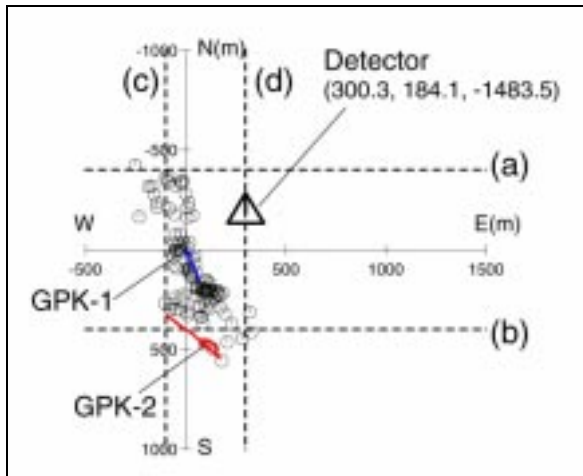 -1000
N(m)
(c)
(d)
Detector
(300.3, 184.1, -1483.5)
-500
(a)
W
E(m)
-500
500
1000
1500
GPK-1
(b)
500
GPK-2
1000
S